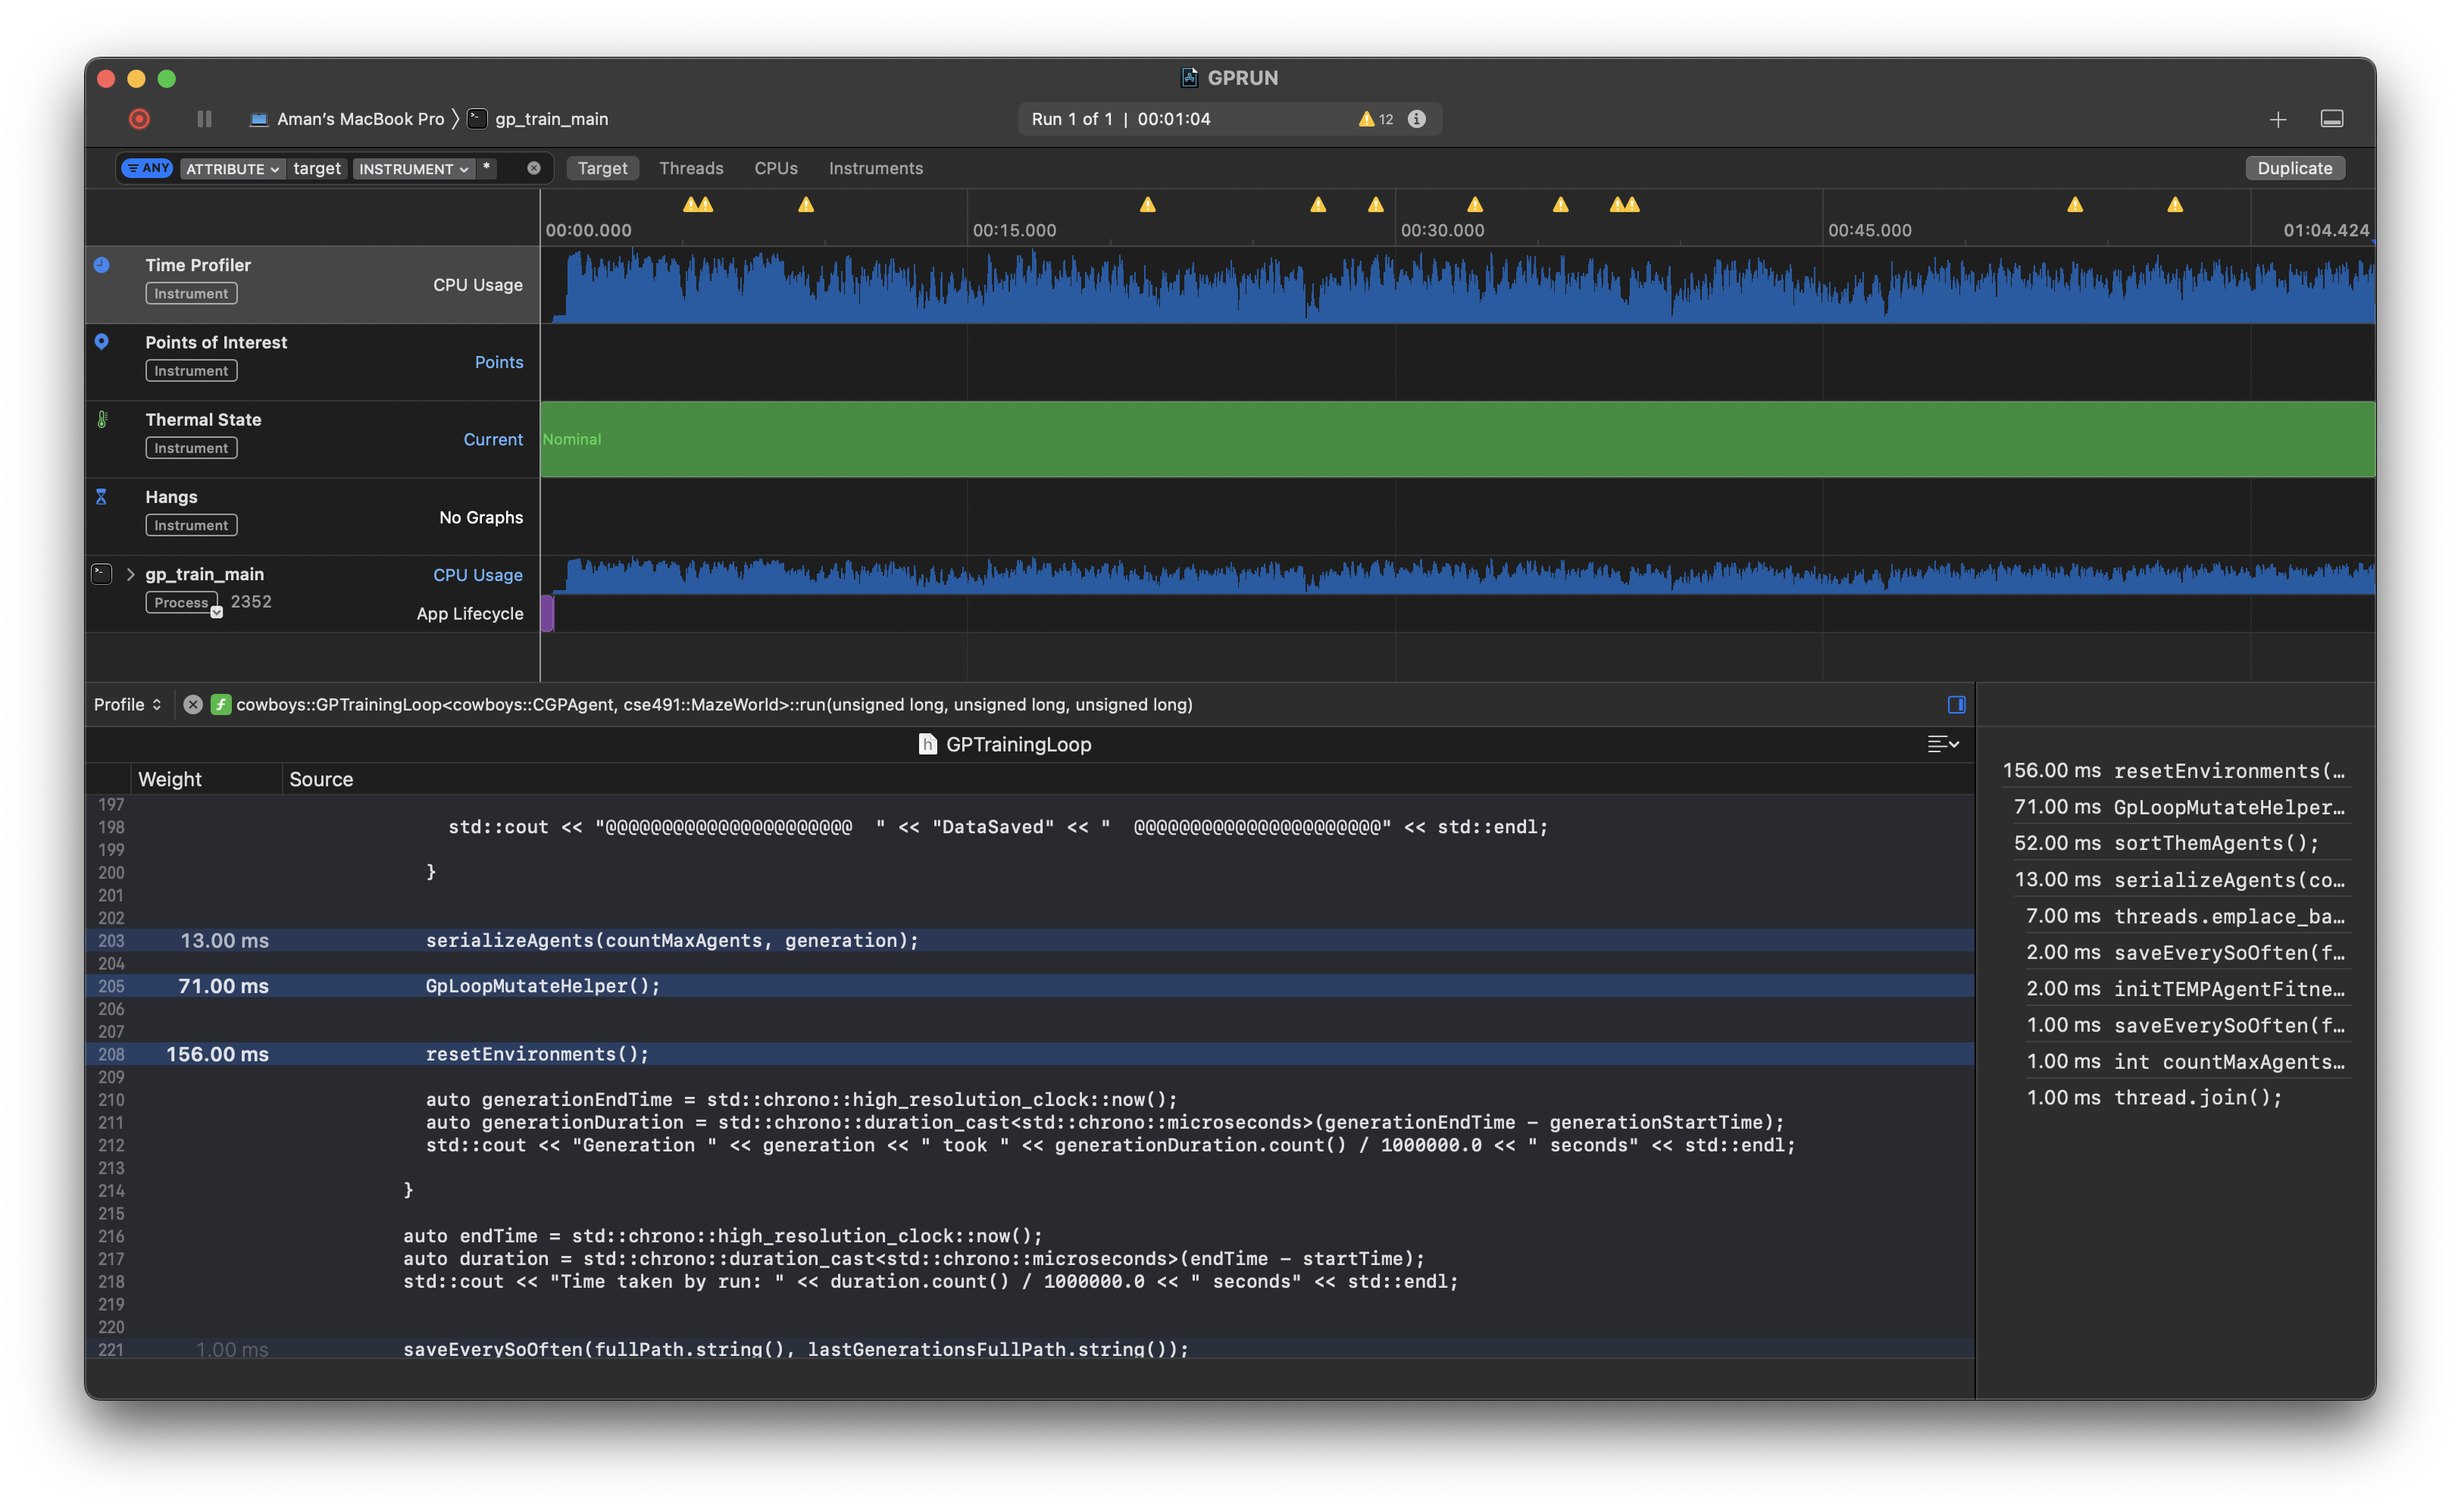 GPRUN
Aman's MacBook Pro 〉 gp_train_main
Run 1 of 1 | 00:01:04
12
ANY ATTRIBUTE target INSTRUMENT *
Target Threads CPUs Instruments
Duplicate
00:00.000 00:15.000 00:30.000 00:45.000 01:04.424
Time Profiler
Instrument
CPU Usage
Points of Interest
Instrument
Points
Thermal State
Instrument
Current
Nominal
Hangs
Instrument
No Graphs
gp_train_main
CPU Usage
Process 2352
App Lifecycle
Profile
cowboys::GPTrainingLoop<cowboys::CGPAgent, cse491::MazeWorld>::run(unsigned long, unsigned long, unsigned long)
h GPTrainingLoop
Weight Source
197
198 std::cout << "@@@@@@@@@@@@@@@@@@@@@@  " << "DataSaved" << "  @@@@@@@@@@@@@@@@@@@@@@" << std::endl;
199
200 }
201
202
203 13.00 ms serializeAgents(countMaxAgents, generation);
204
205 71.00 ms GpLoopMutateHelper();
206
207
208 156.00 ms resetEnvironments();
209
210 auto generationEndTime = std::chrono::high_resolution_clock::now();
211 auto generationDuration = std::chrono::duration_cast<std::chrono::microseconds>(generationEndTime - generationStartTime);
212 std::cout << "Generation " << generation << " took " << generationDuration.count() / 1000000.0 << " seconds" << std::endl;
213
214 }
215
216 auto endTime = std::chrono::high_resolution_clock::now();
217 auto duration = std::chrono::duration_cast<std::chrono::microseconds>(endTime - startTime);
218 std::cout << "Time taken by run: " << duration.count() / 1000000.0 << " seconds" << std::endl;
219
220
221 1.00 ms saveEverySoOften(fullPath.string(), lastGenerationsFullPath.string());
156.00 ms resetEnvironments(…
71.00 ms GpLoopMutateHelper…
52.00 ms sortThemAgents();
13.00 ms serializeAgents(co…
7.00 ms threads.emplace_ba…
2.00 ms saveEverySoOften(f…
2.00 ms initTEMPAgentFitne…
1.00 ms saveEverySoOften(f…
1.00 ms int countMaxAgents…
1.00 ms thread.join();